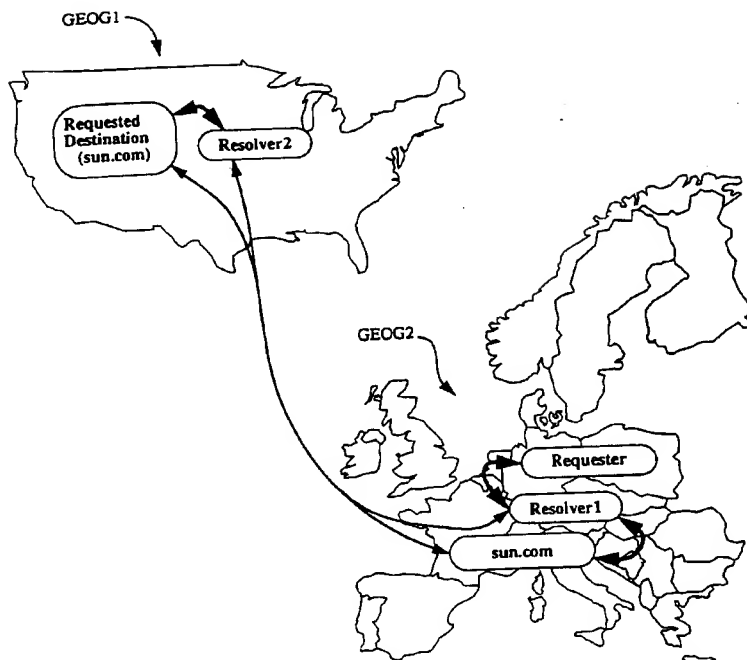 GEOG1
Requested
Destination
(sun.com)
Resolver2
GEOG2
Requester
Resolver1
sun.com